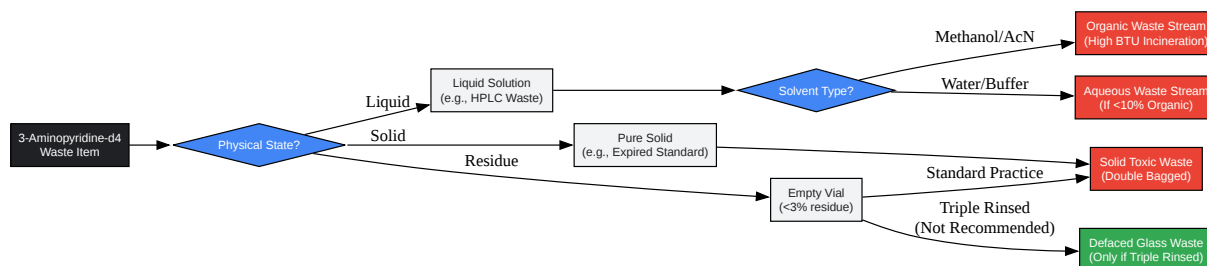 3-Aminopyridine-d4
Waste Item
Physical State?
Liquid
Solid
Residue
Liquid Solution
(e.g., HPLC Waste)
Pure Solid
(e.g., Expired Standard)
Empty Vial
(<3% residue)
Solvent Type?
Methanol/AcN
Water/Buffer
Standard Practice
Triple Rinsed
(Not Recommended)
Organic Waste Stream
(High BTU Incineration)
Aqueous Waste Stream
(If <10% Organic)
Solid Toxic Waste
(Double Bagged)
Defaced Glass Waste
(Only if Triple Rinsed)